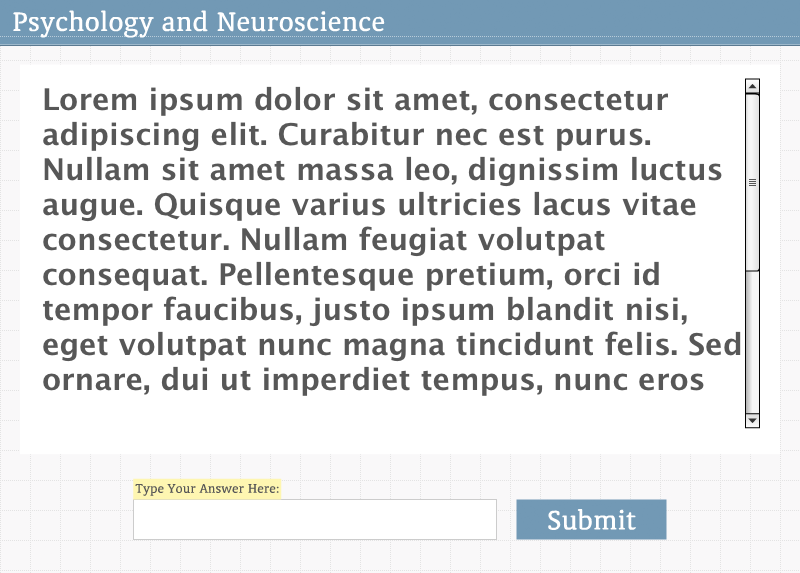 Psychology and Neuroscience
Lorem ipsum dolor sit amet, consectetur
adipiscing elit. Curabitur nec est purus.
Nullam sit amet massa leo, dignissim luctus
augue. Quisque varius ultricies lacus vitae
consectetur. Nullam feugiat volutpat
consequat. Pellentesque pretium, orci id
tempor faucibus, justo ipsum blandit nisi,
eget volutpat nunc magna tincidunt felis. Sed
ornare, dui ut imperdiet tempus, nunc eros
Type Your Answer Here:
Submit